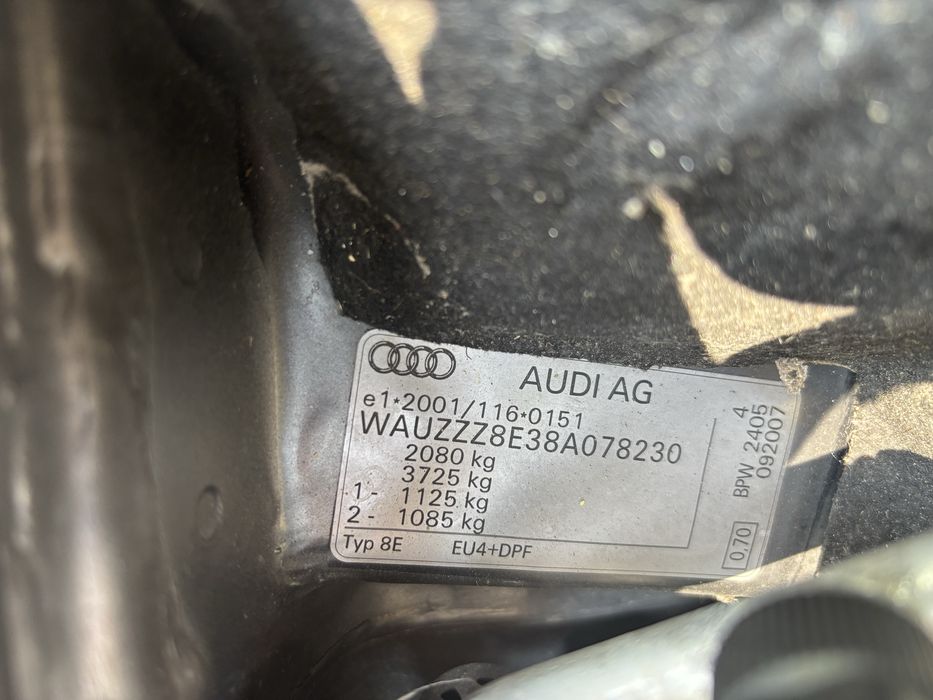 AUDI AG
e1*2001/116*0151
WAUZZZ8E38A078230
2080 kg
3725 kg
1- 1125 kg
2- 1085 kg
Typ 8E EU4+DPF
4
BPW 2405
092007
0.70